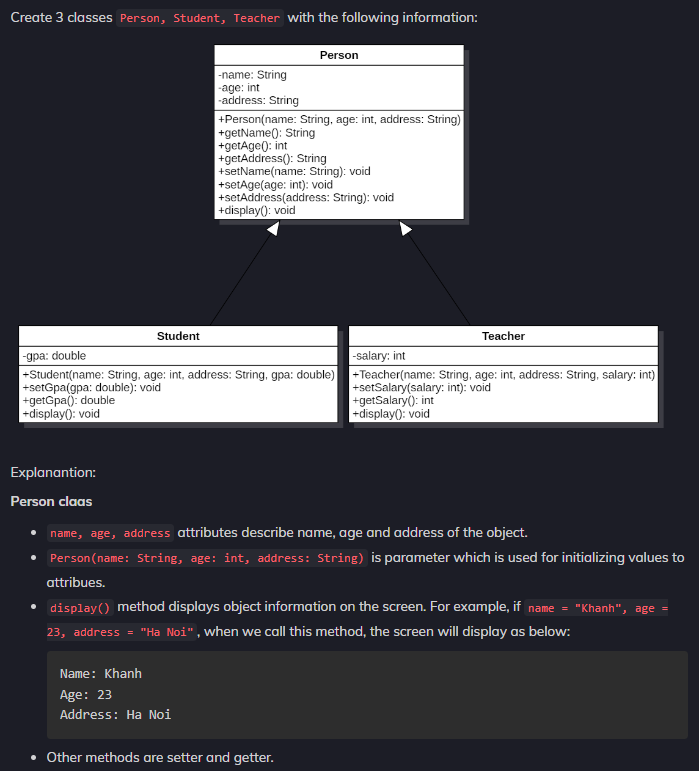 Create 3 classes Person, Student, Teacher with the following information:
Person
-name: String
-age: int
-address: String
+Person(name: String, age: int, address: String)
+getName(): String
+getAge(): int
+getAddress(): String
+setName(name: String): void
+setAge(age: int): void
+setAddress(address: String): void
+display(): void
Student
-gpa: double
+Student(name: String, age: int, address: String, gpa: double)
+setGpa(gpa: double): void
+getGpa(): double
+display(): void
Teacher
-salary: int
+Teacher(name: String, age: int, address: String, salary: int)
+setSalary(salary: int): void
+getSalary(): int
+display(): void
Explanantion:
Person claas
name, age, address attributes describe name, age and address of the object.
Person(name: String, age: int, address: String) is parameter which is used for initializing values to
attribues.
display() method displays object information on the screen. For example, if name = "Khanh", age =
23, address = "Ha Noi", when we call this method, the screen will display as below:
Name: Khanh
Age: 23
Address: Ha Noi
Other methods are setter and getter.